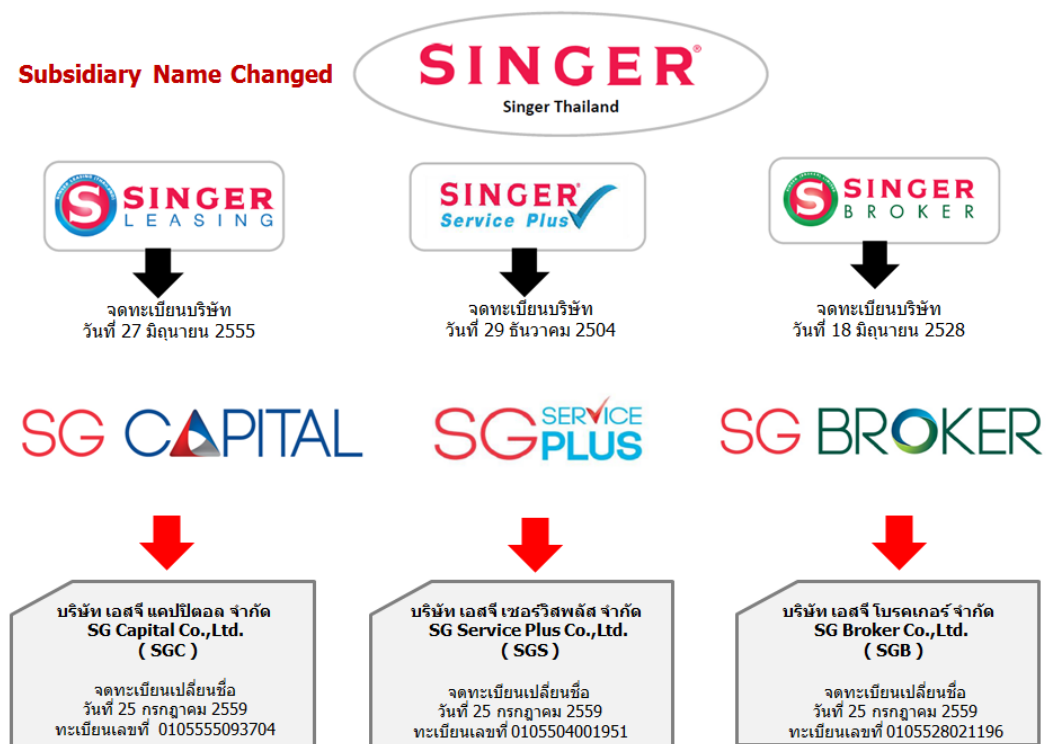 Subsidiary Name Changed
SINGER®
Singer Thailand
SINGER
LEASING
SINGER
Service Plus
SINGER
BROKER
จดทะเบียนบริษัท
วันที่ 27 มิถุนายน 2555
จดทะเบียนบริษัท
วันที่ 29 ธันวาคม 2504
จดทะเบียนบริษัท
วันที่ 18 มิถุนายน 2528
SG CAPITAL
SG SERVICE
PLUS
SG BROKER
บริษัท เอสจี แคปปิตอล จำกัด
SG Capital Co.,Ltd.
( SGC )
จดทะเบียนเปลี่ยนชื่อ
วันที่ 25 กรกฎาคม 2559
ทะเบียนเลขที่ 0105555093704
บริษัท เอสจี เซอร์วิสพลัส จำกัด
SG Service Plus Co.,Ltd.
( SGS )
จดทะเบียนเปลี่ยนชื่อ
วันที่ 25 กรกฎาคม 2559
ทะเบียนเลขที่ 0105504001951
บริษัท เอสจี โบรคเกอร์ จำกัด
SG Broker Co.,Ltd.
( SGB )
จดทะเบียนเปลี่ยนชื่อ
วันที่ 25 กรกฎาคม 2559
ทะเบียนเลขที่ 0105528021196